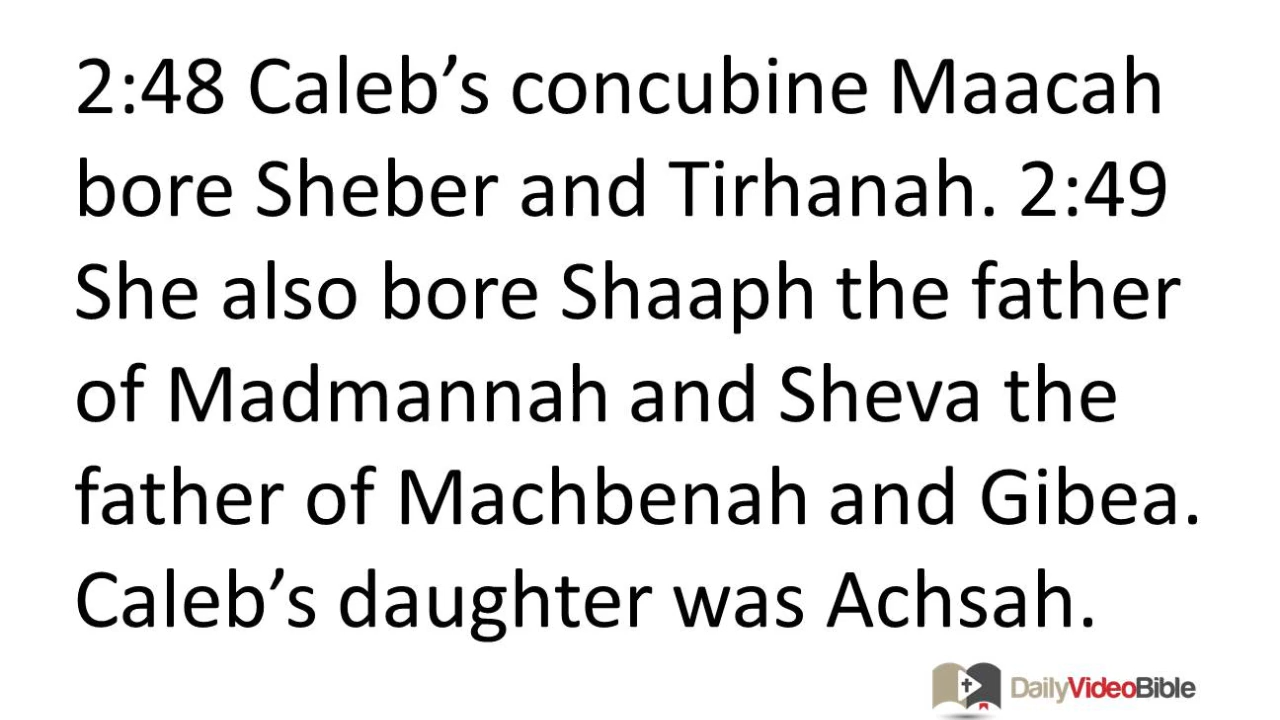 2:48 Caleb’s concubine Maacah
bore Sheber and Tirhanah. 2:49
She also bore Shaaph the father
of Madmannah and Sheva the
father of Machbenah and Gibea.
Caleb’s daughter was Achsah.
DailyVideoBible